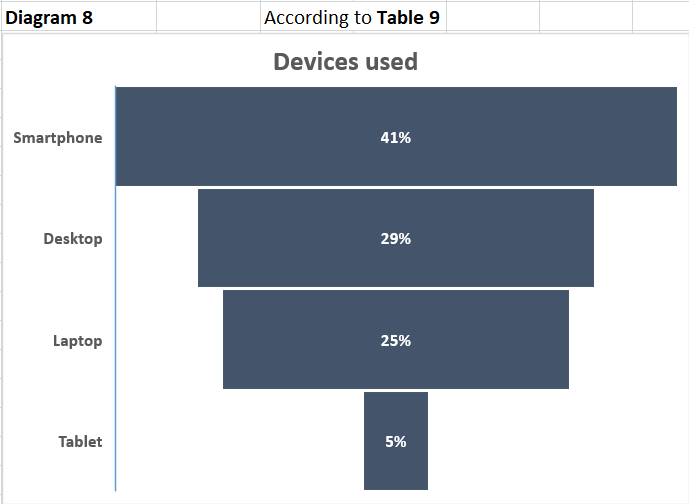 Diagram 8 According to Table 9
Devices used
Smartphone 41%
Desktop 29%
Laptop 25%
Tablet 5%